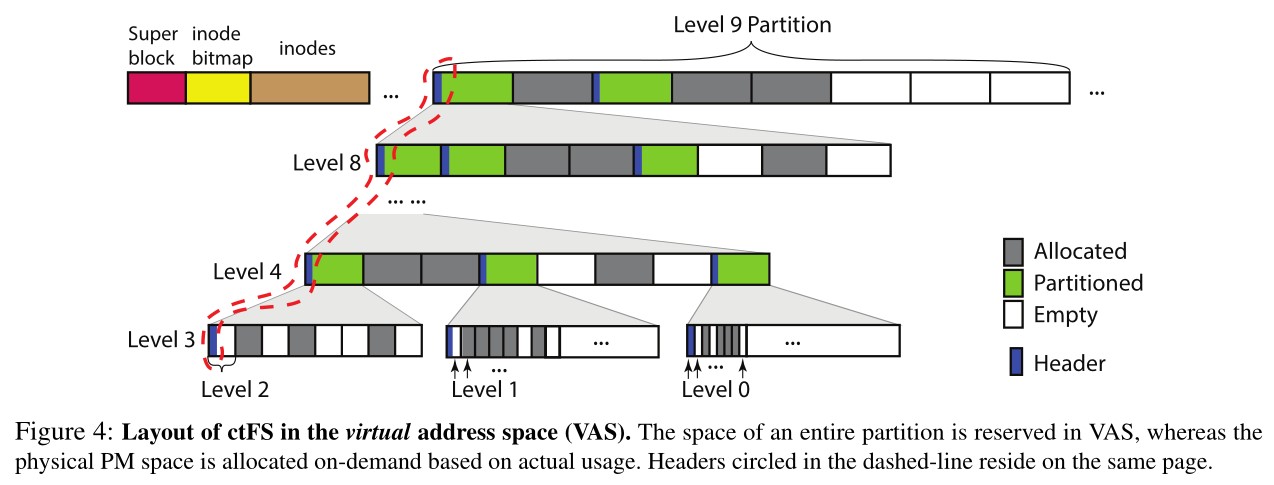 Level 9 Partition
Super
block
inode
bitmap
inodes
...
...
Level 8
... ...
Level 4
Level 3
...
...
...
...
Level 2
Level 1
Level 0
Allocated
Partitioned
Empty
Header
Figure 4: Layout of ctFS in the virtual address space (VAS). The space of an entire partition is reserved in VAS, whereas the
physical PM space is allocated on-demand based on actual usage. Headers circled in the dashed-line reside on the same page.